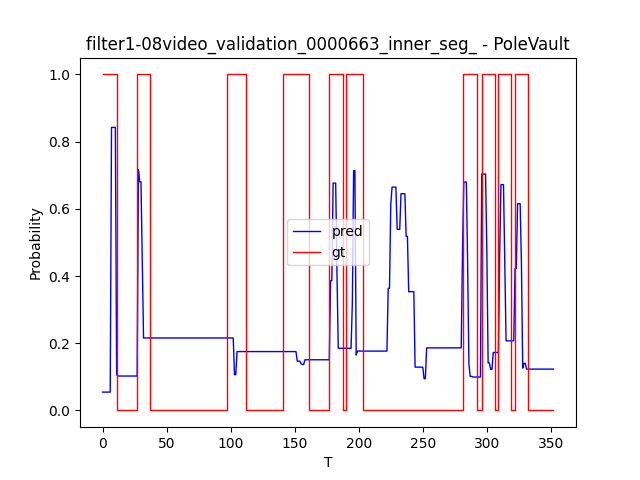 filter1-08video_validation_0000663_inner_seg_ - PoleVault
1.0
0.8
0.6
0.4
0.2
0.0
Probability
pred
gt
0 50 100 150 200 250 300 350
T